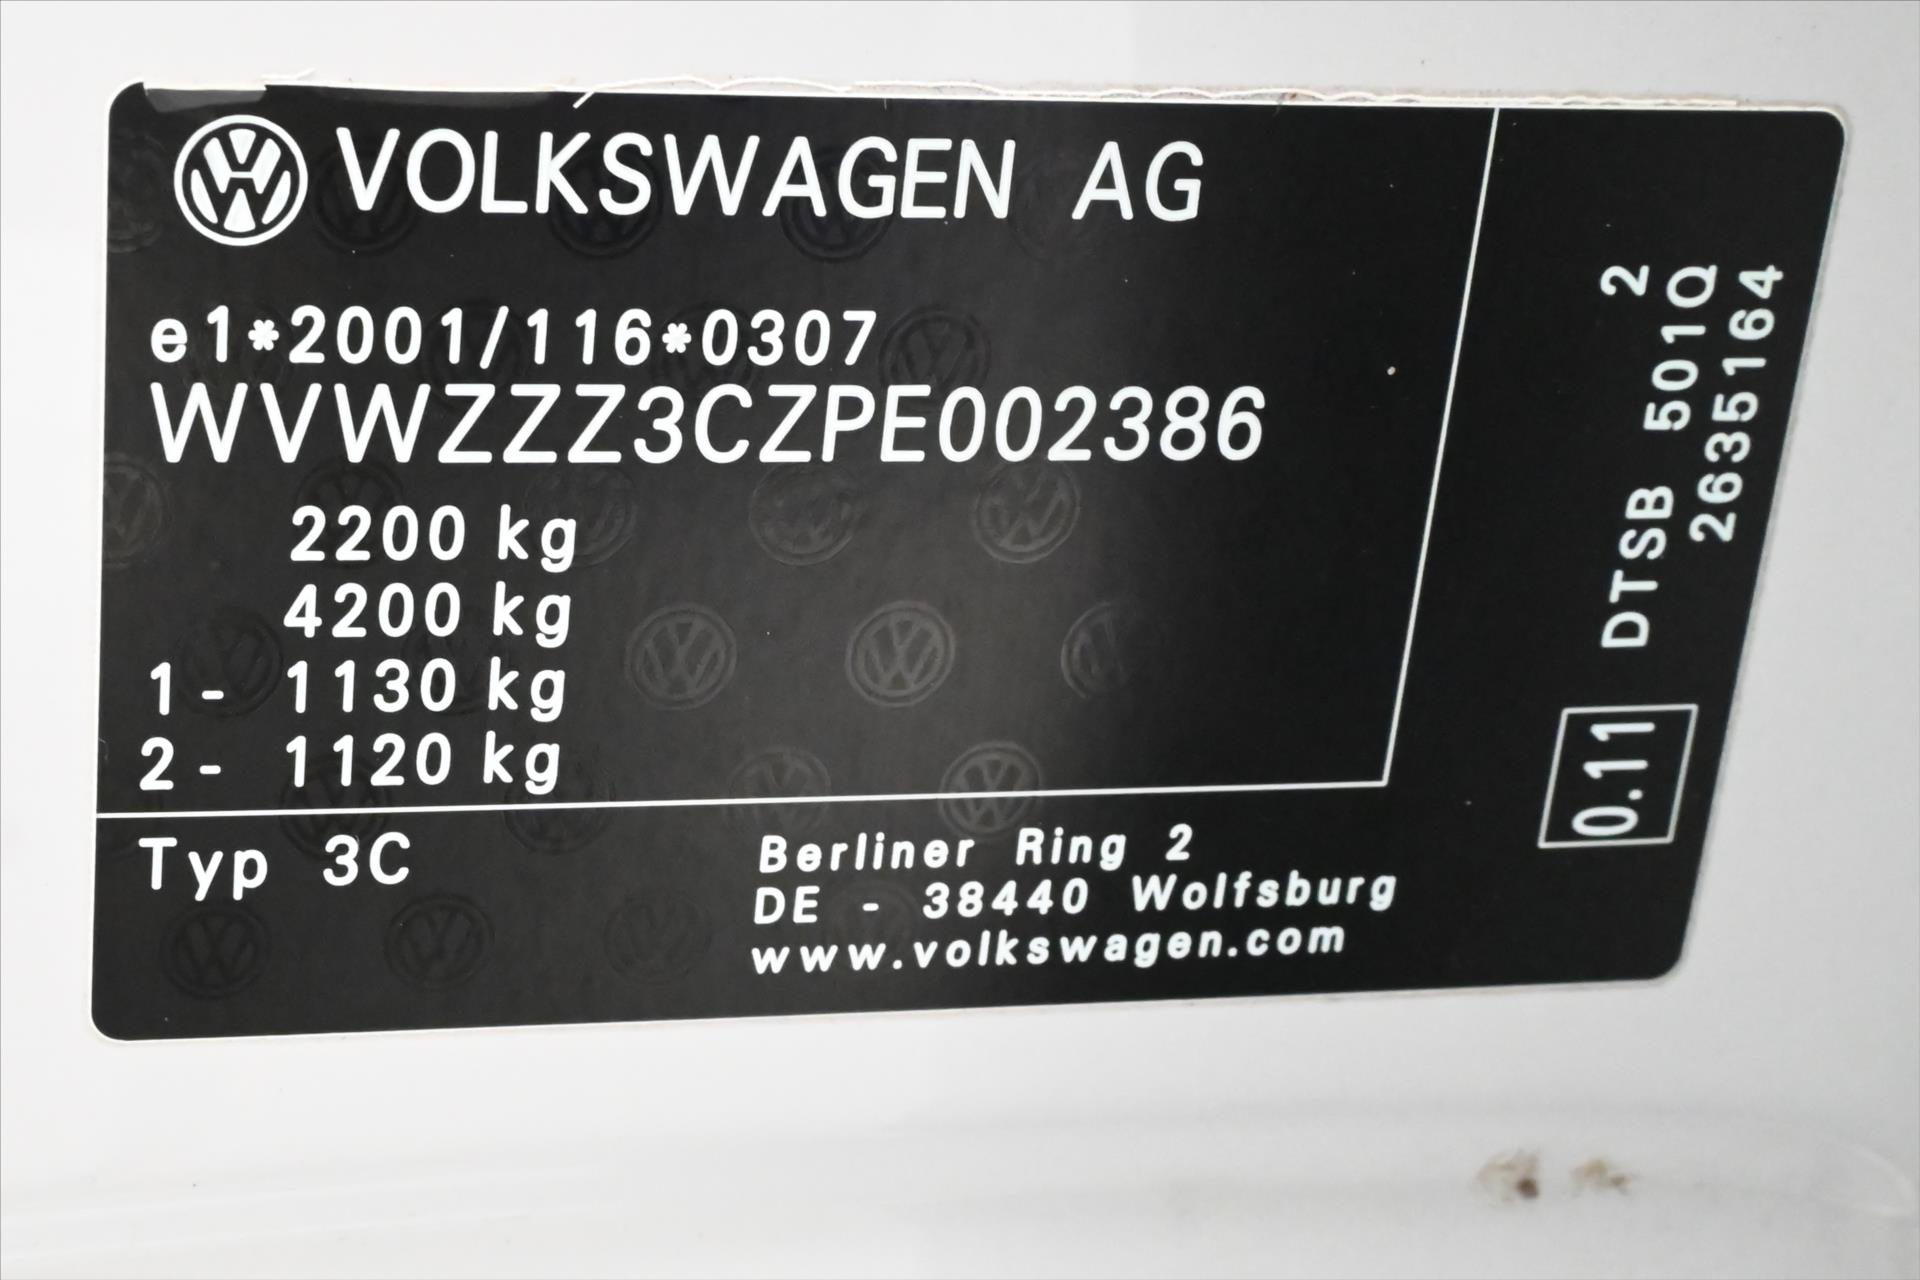 VOLKSWAGEN AG
e1*2001/116*0307
WVWZZZ3CZPE002386
2200 kg
4200 kg
1 - 1130 kg
2 - 1120 kg
Typ 3C
Berliner Ring 2
DE - 38440 Wolfsburg
www.volkswagen.com
0.11 DTSB 501Q 2
2635164